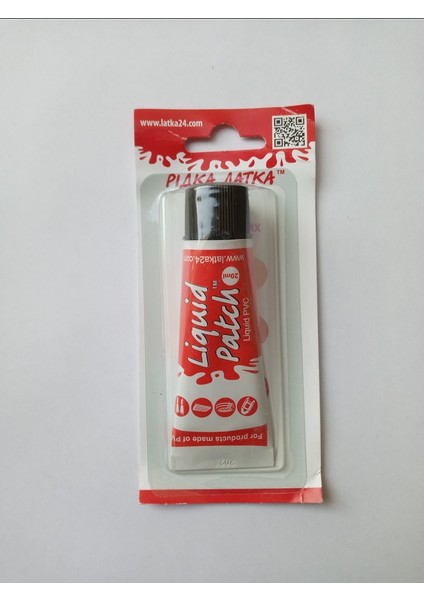 www.latka24.com
РІДКА ЛАТКА™
www.latka24.com
20ml
Liquid
Patch™
Liquid PVC
For products made of PV